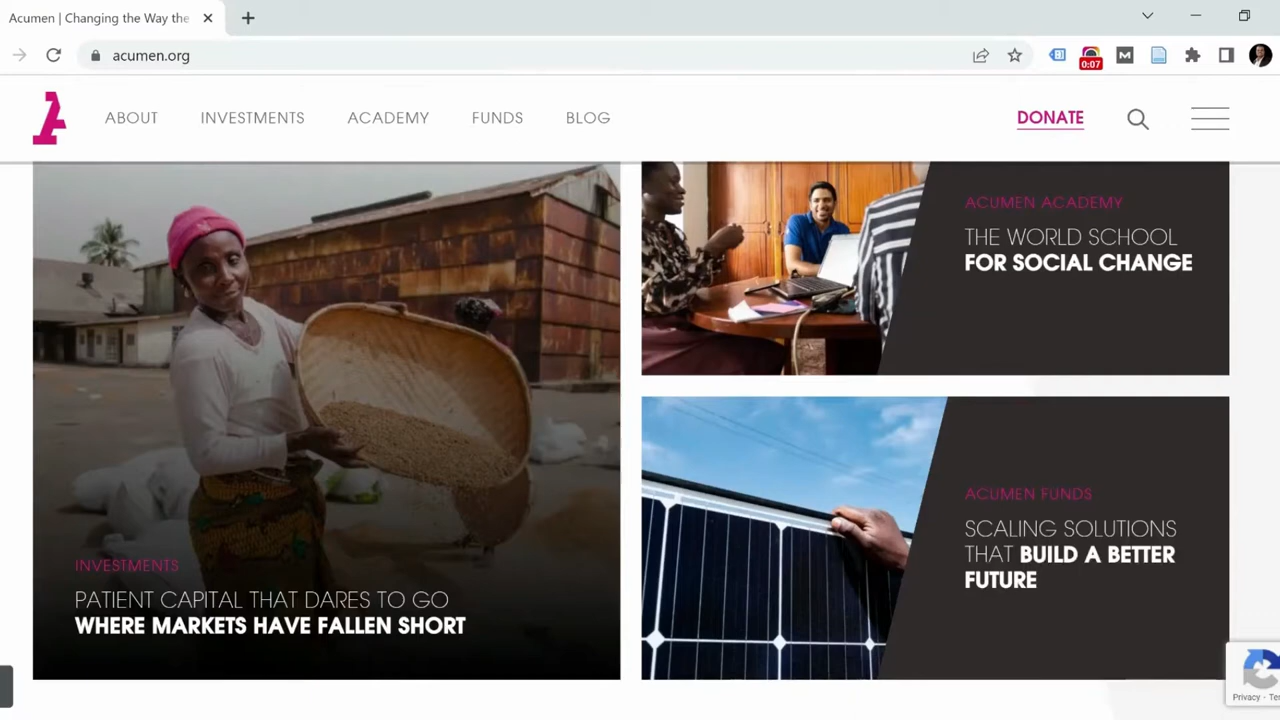 Acumen | Changing the Way the
acumen.org
0:07
M
ABOUT
INVESTMENTS
ACADEMY
FUNDS
BLOG
DONATE
INVESTMENTS
PATIENT CAPITAL THAT DARES TO GO
WHERE MARKETS HAVE FALLEN SHORT
ACUMEN ACADEMY
THE WORLD SCHOOL
FOR SOCIAL CHANGE
ACUMEN FUNDS
SCALING SOLUTIONS
THAT BUILD A BETTER
FUTURE
Privacy - Ter